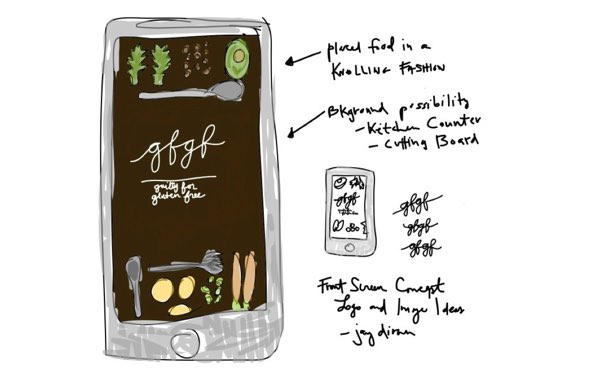 placed food in a
KNOLLING FASHION
BKground possibility
- Kitchen Counter
- Cutting Board
gfgf
guilty for
gluten free
gfgf
gfgf
gfgf
gfgf
Front Screen Concept
Logo and Image Ideas
- jay